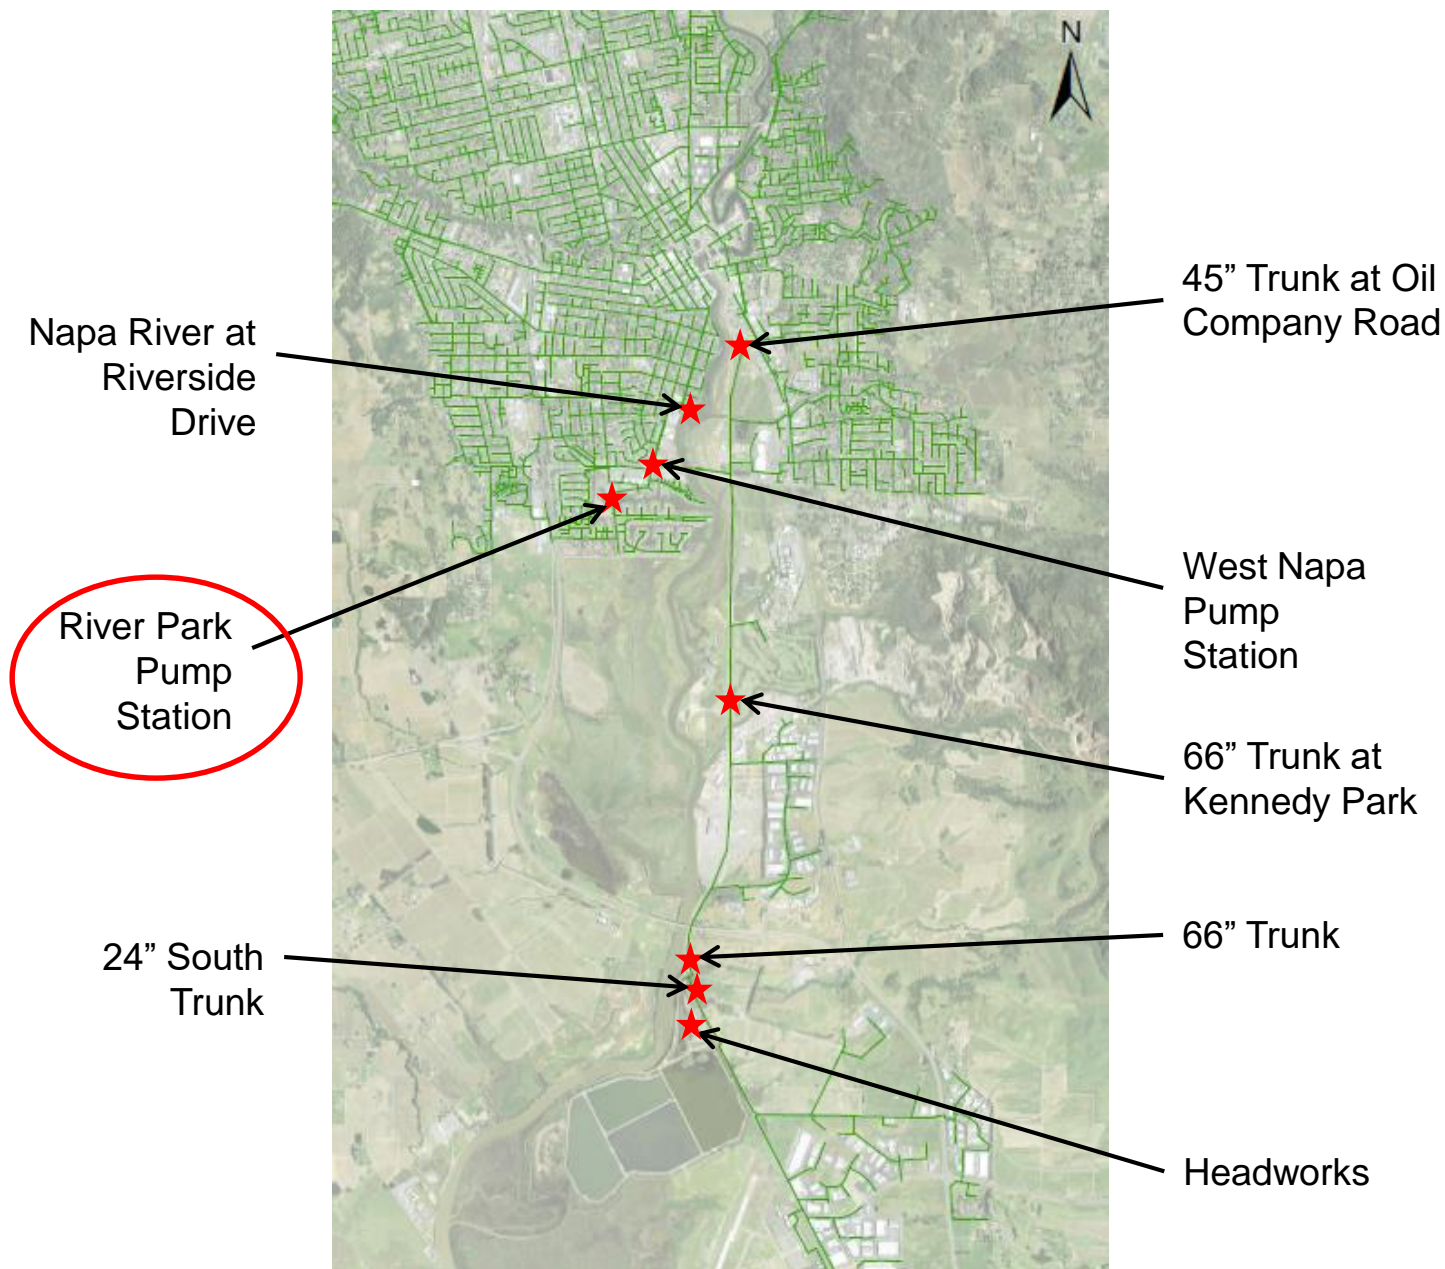 N
45” Trunk at Oil
Company Road
Napa River at
Riverside
Drive
West Napa
Pump
Station
River Park
Pump
Station
66” Trunk at
Kennedy Park
66” Trunk
24” South
Trunk
Headworks